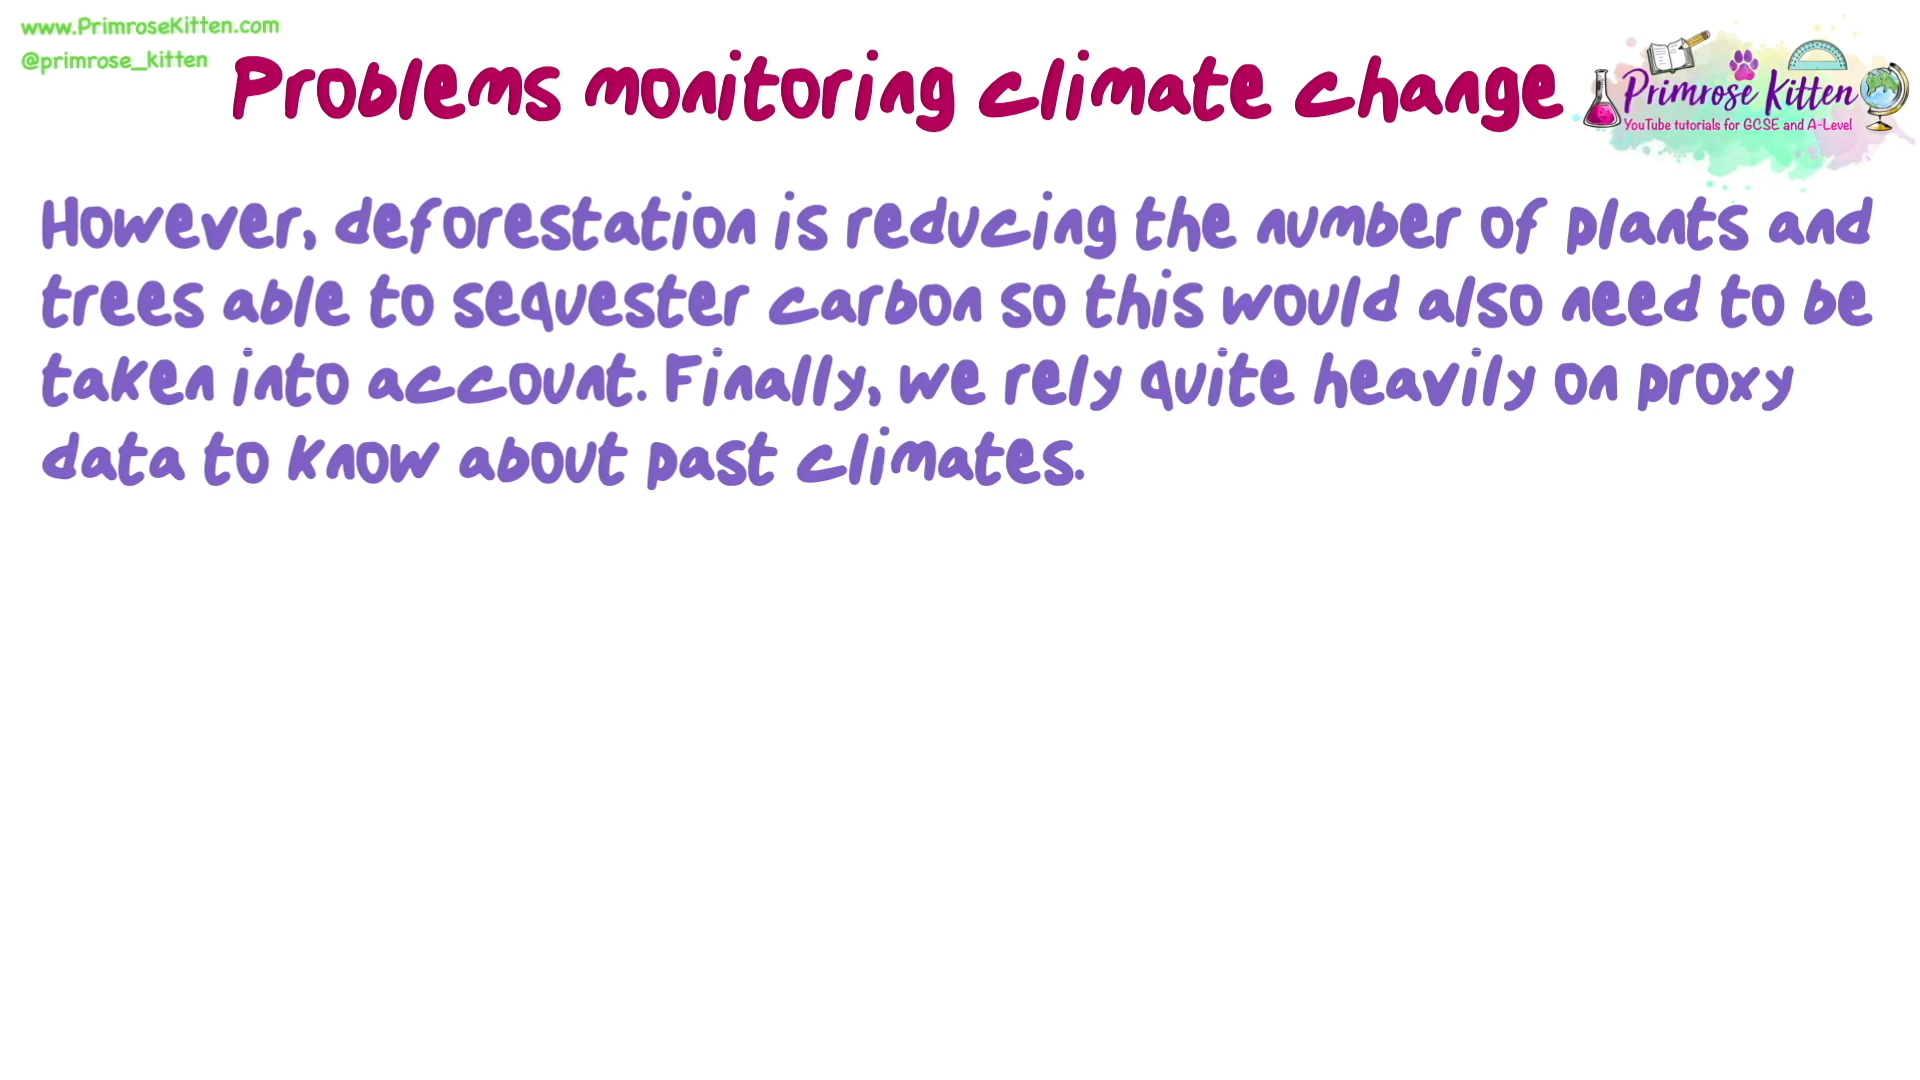 www.PrimroseKitten.com
@primrose_kitten
Problems monitoring climate change
Primrose Kitten
YouTube tutorials for GCSE and A-Level
However, deforestation is reducing the number of plants and
trees able to sequester carbon so this would also need to be
taken into account. Finally, we rely quite heavily on proxy
data to know about past climates.